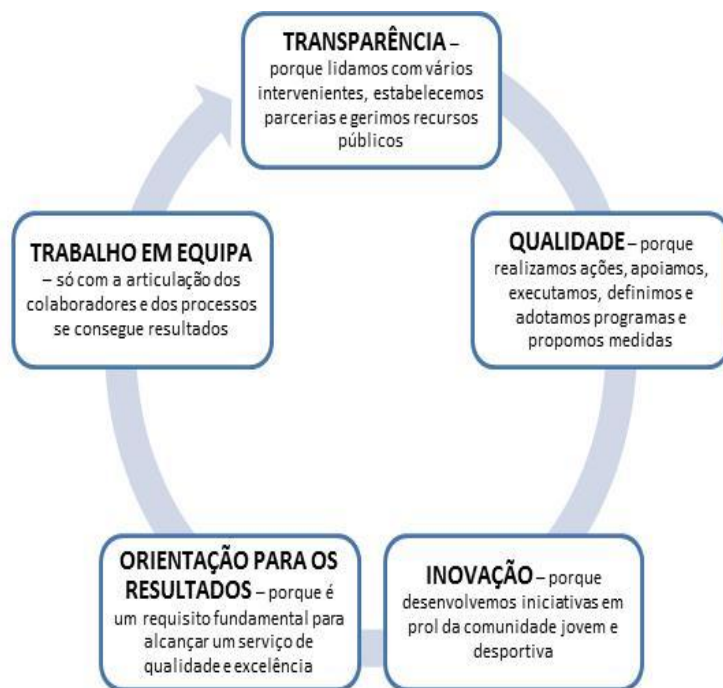 TRANSPARÊNCIA –
porque lidamos com vários
intervenientes, estabelecemos
parcerias e gerimos recursos
públicos
QUALIDADE – porque
realizamos ações, apoiamos,
executamos, definimos e
adotamos programas e
propomos medidas
INOVAÇÃO – porque
desenvolvemos iniciativas em
prol da comunidade jovem e
desportiva
ORIENTAÇÃO PARA OS
RESULTADOS – porque é
um requisito fundamental para
alcançar um serviço de
qualidade e excelência
TRABALHO EM EQUIPA
– só com a articulação dos
colaboradores e dos processos
se consegue resultados